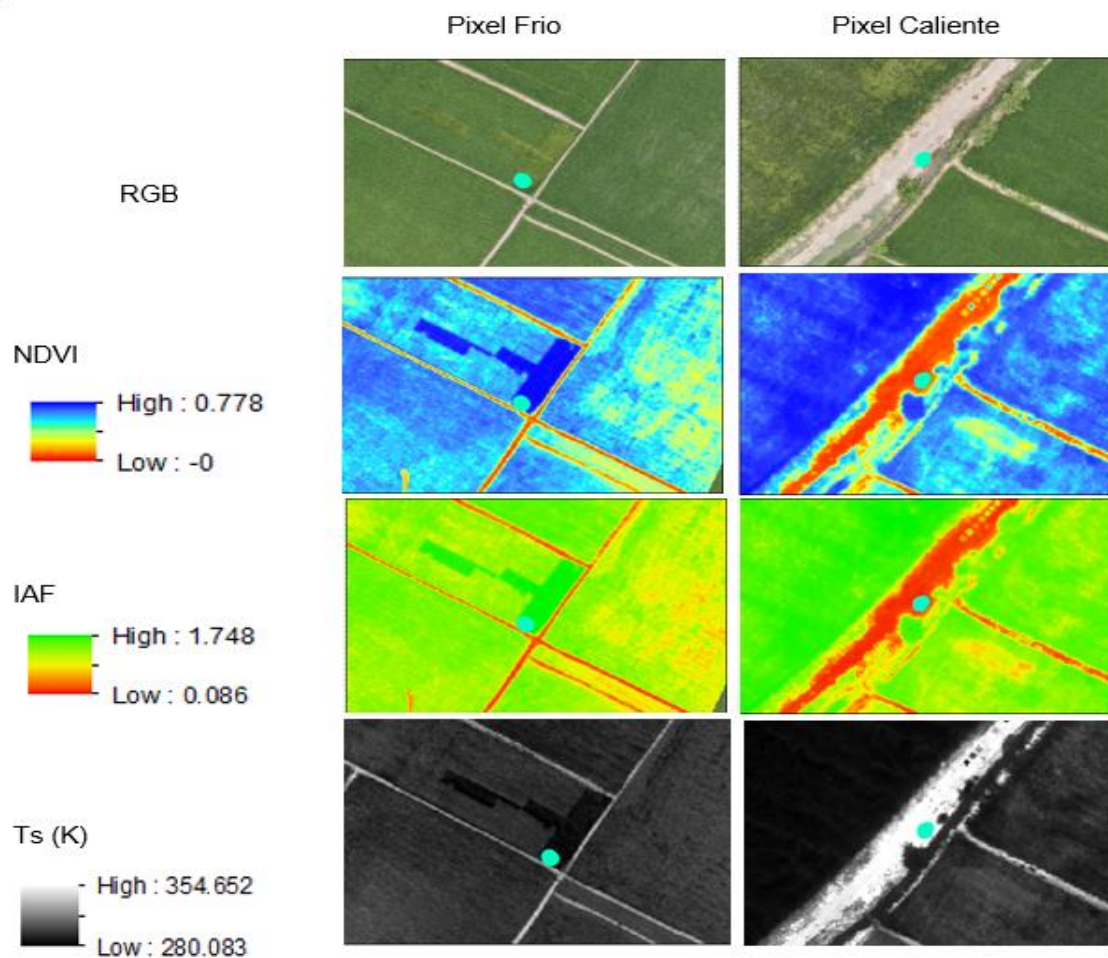 Pixel Frio
Pixel Caliente
RGB
NDVI
High : 0.778
Low : -0
IAF
High : 1.748
Low : 0.086
Ts (K)
High : 354.652
Low : 280.083